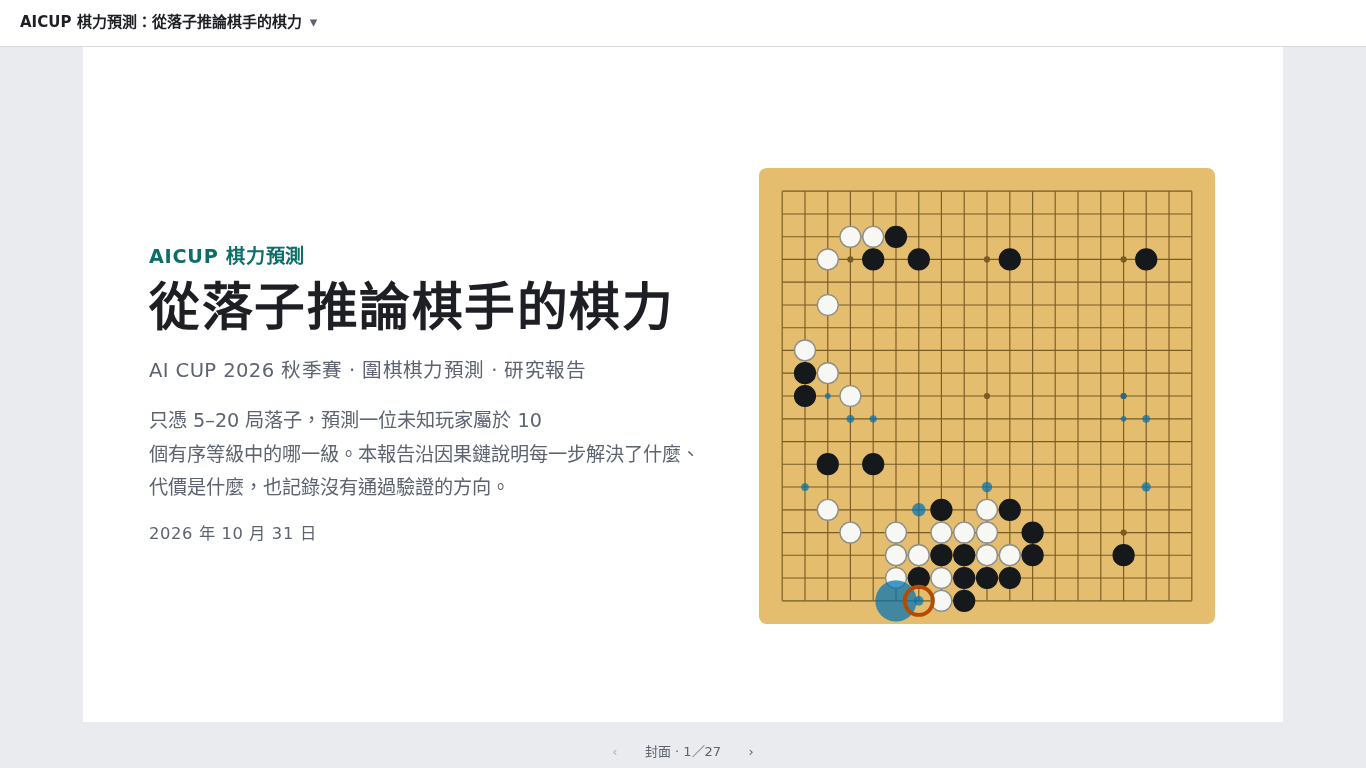 AICUP 棋力預測：從落子推論棋手的棋力 ▾
AICUP 棋力預測
從落子推論棋手的棋力
AI CUP 2026 秋季賽 · 圍棋棋力預測 · 研究報告
只憑 5–20 局落子，預測一位未知玩家屬於 10
個有序等級中的哪一級。本報告沿因果鏈說明每一步解決了什麼、
代價是什麼，也記錄沒有通過驗證的方向。
2026 年 10 月 31 日
‹ 封面 · 1／27 ›